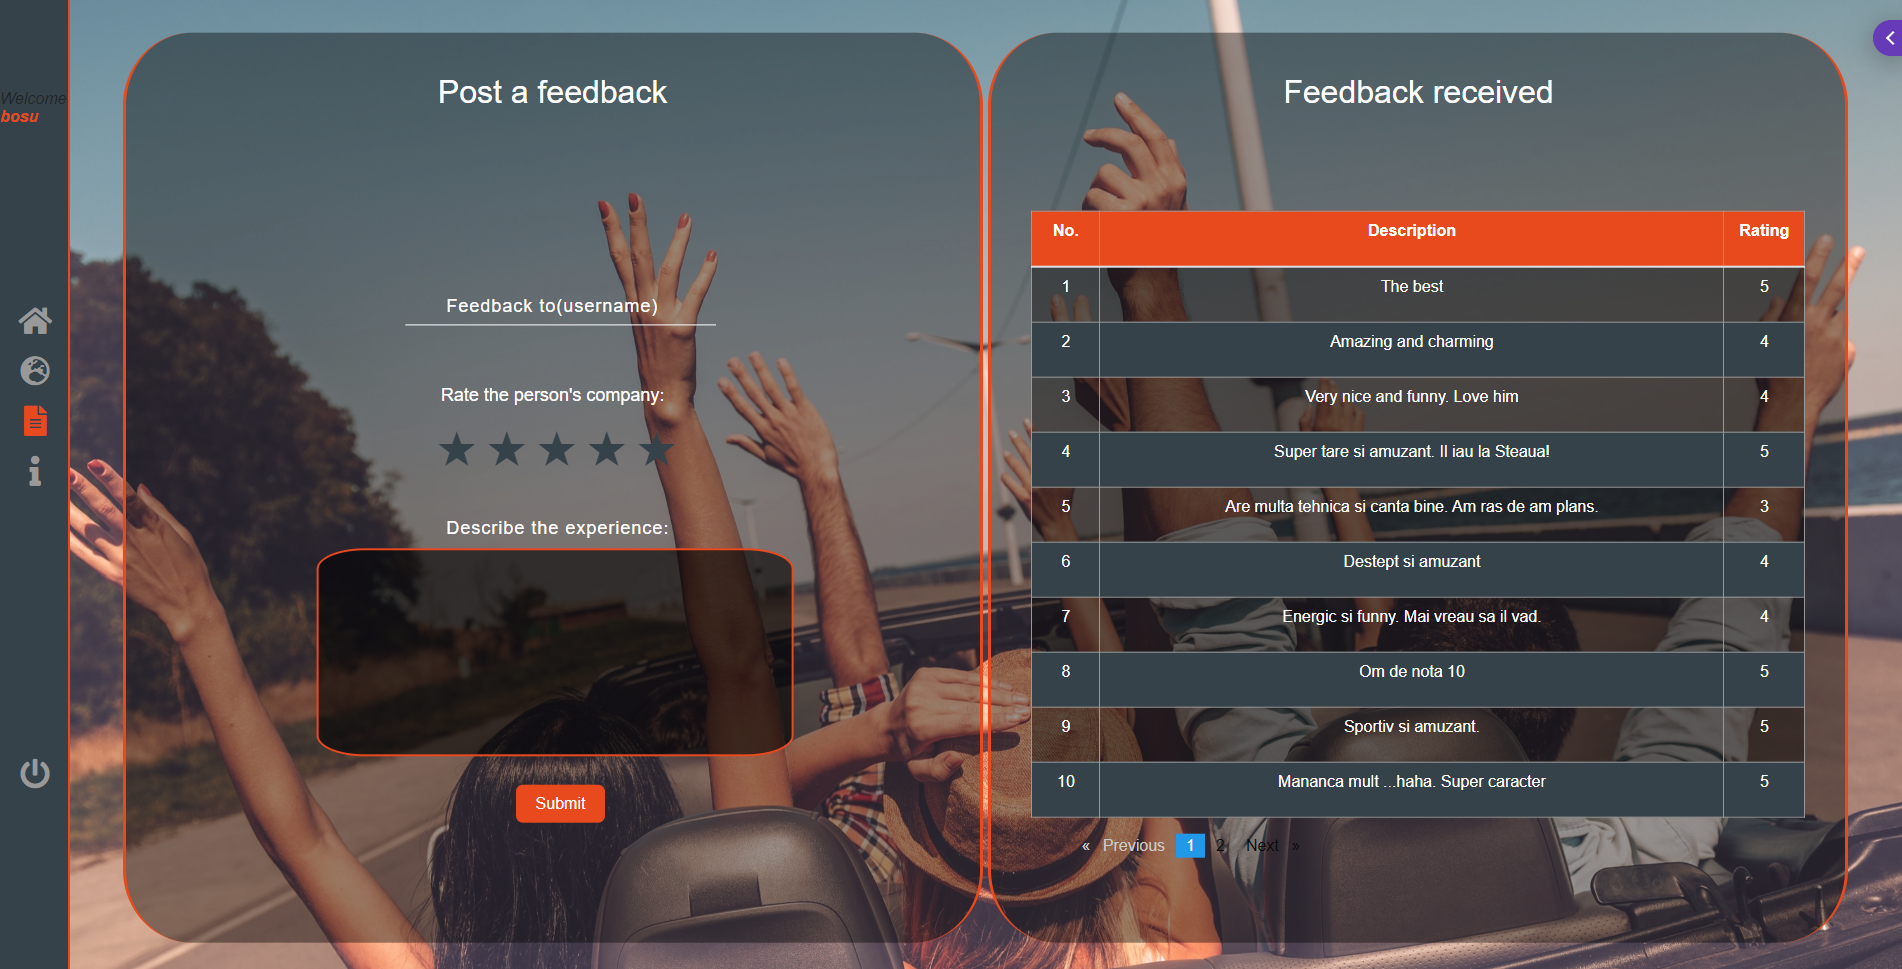 Welcome
bosu
Post a feedback
Feedback to(username)
Rate the person's company:
Describe the experience:
Submit
Feedback received
No. Description Rating
1 The best 5
2 Amazing and charming 4
3 Very nice and funny. Love him 4
4 Super tare si amuzant. Il iau la Steaua! 5
5 Are multa tehnica si canta bine. Am ras de am plans. 3
6 Destept si amuzant 4
7 Energic si funny. Mai vreau sa il vad. 4
8 Om de nota 10 5
9 Sportiv si amuzant. 5
10 Mananca mult ...haha. Super caracter 5
« Previous 1 2 Next »